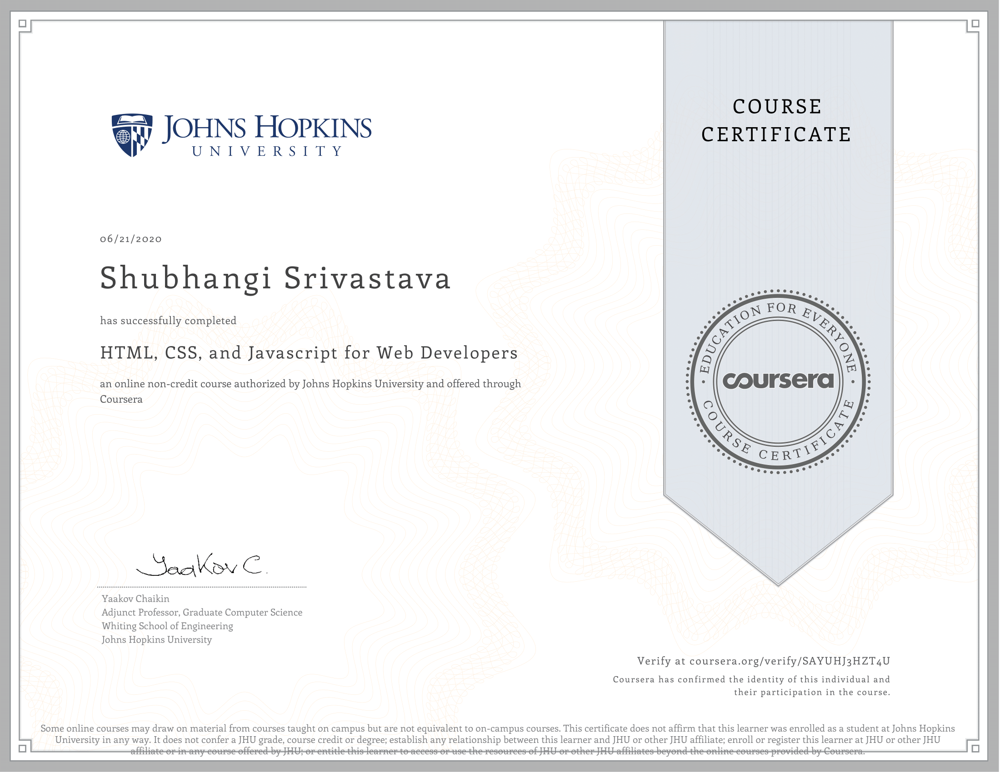 JOHNS HOPKINS
UNIVERSITY
COURSE
CERTIFICATE
06/21/2020
Shubhangi Srivastava
has successfully completed
HTML, CSS, and Javascript for Web Developers
an online non-credit course authorized by Johns Hopkins University and offered through
Coursera
EDUCATION FOR EVERYONE
coursera
COURSE CERTIFICATE
Yaakov C.
Yaakov Chaikin
Adjunct Professor, Graduate Computer Science
Whiting School of Engineering
Johns Hopkins University
Verify at coursera.org/verify/SAYUHJ3HZT4U
Coursera has confirmed the identity of this individual and
their participation in the course.
Some online courses may draw on material from courses taught on campus but are not equivalent to on-campus courses. This certificate does not affirm that this learner was enrolled as a student at Johns Hopkins
University in any way. It does not confer a JHU grade, course credit or degree; establish any relationship between this learner and JHU or other JHU affiliate; enroll or register this learner at JHU or other JHU
affiliate or in any course offered by JHU; or entitle this learner to access or use the resources of JHU or other JHU affiliates beyond the online courses provided by Coursera.